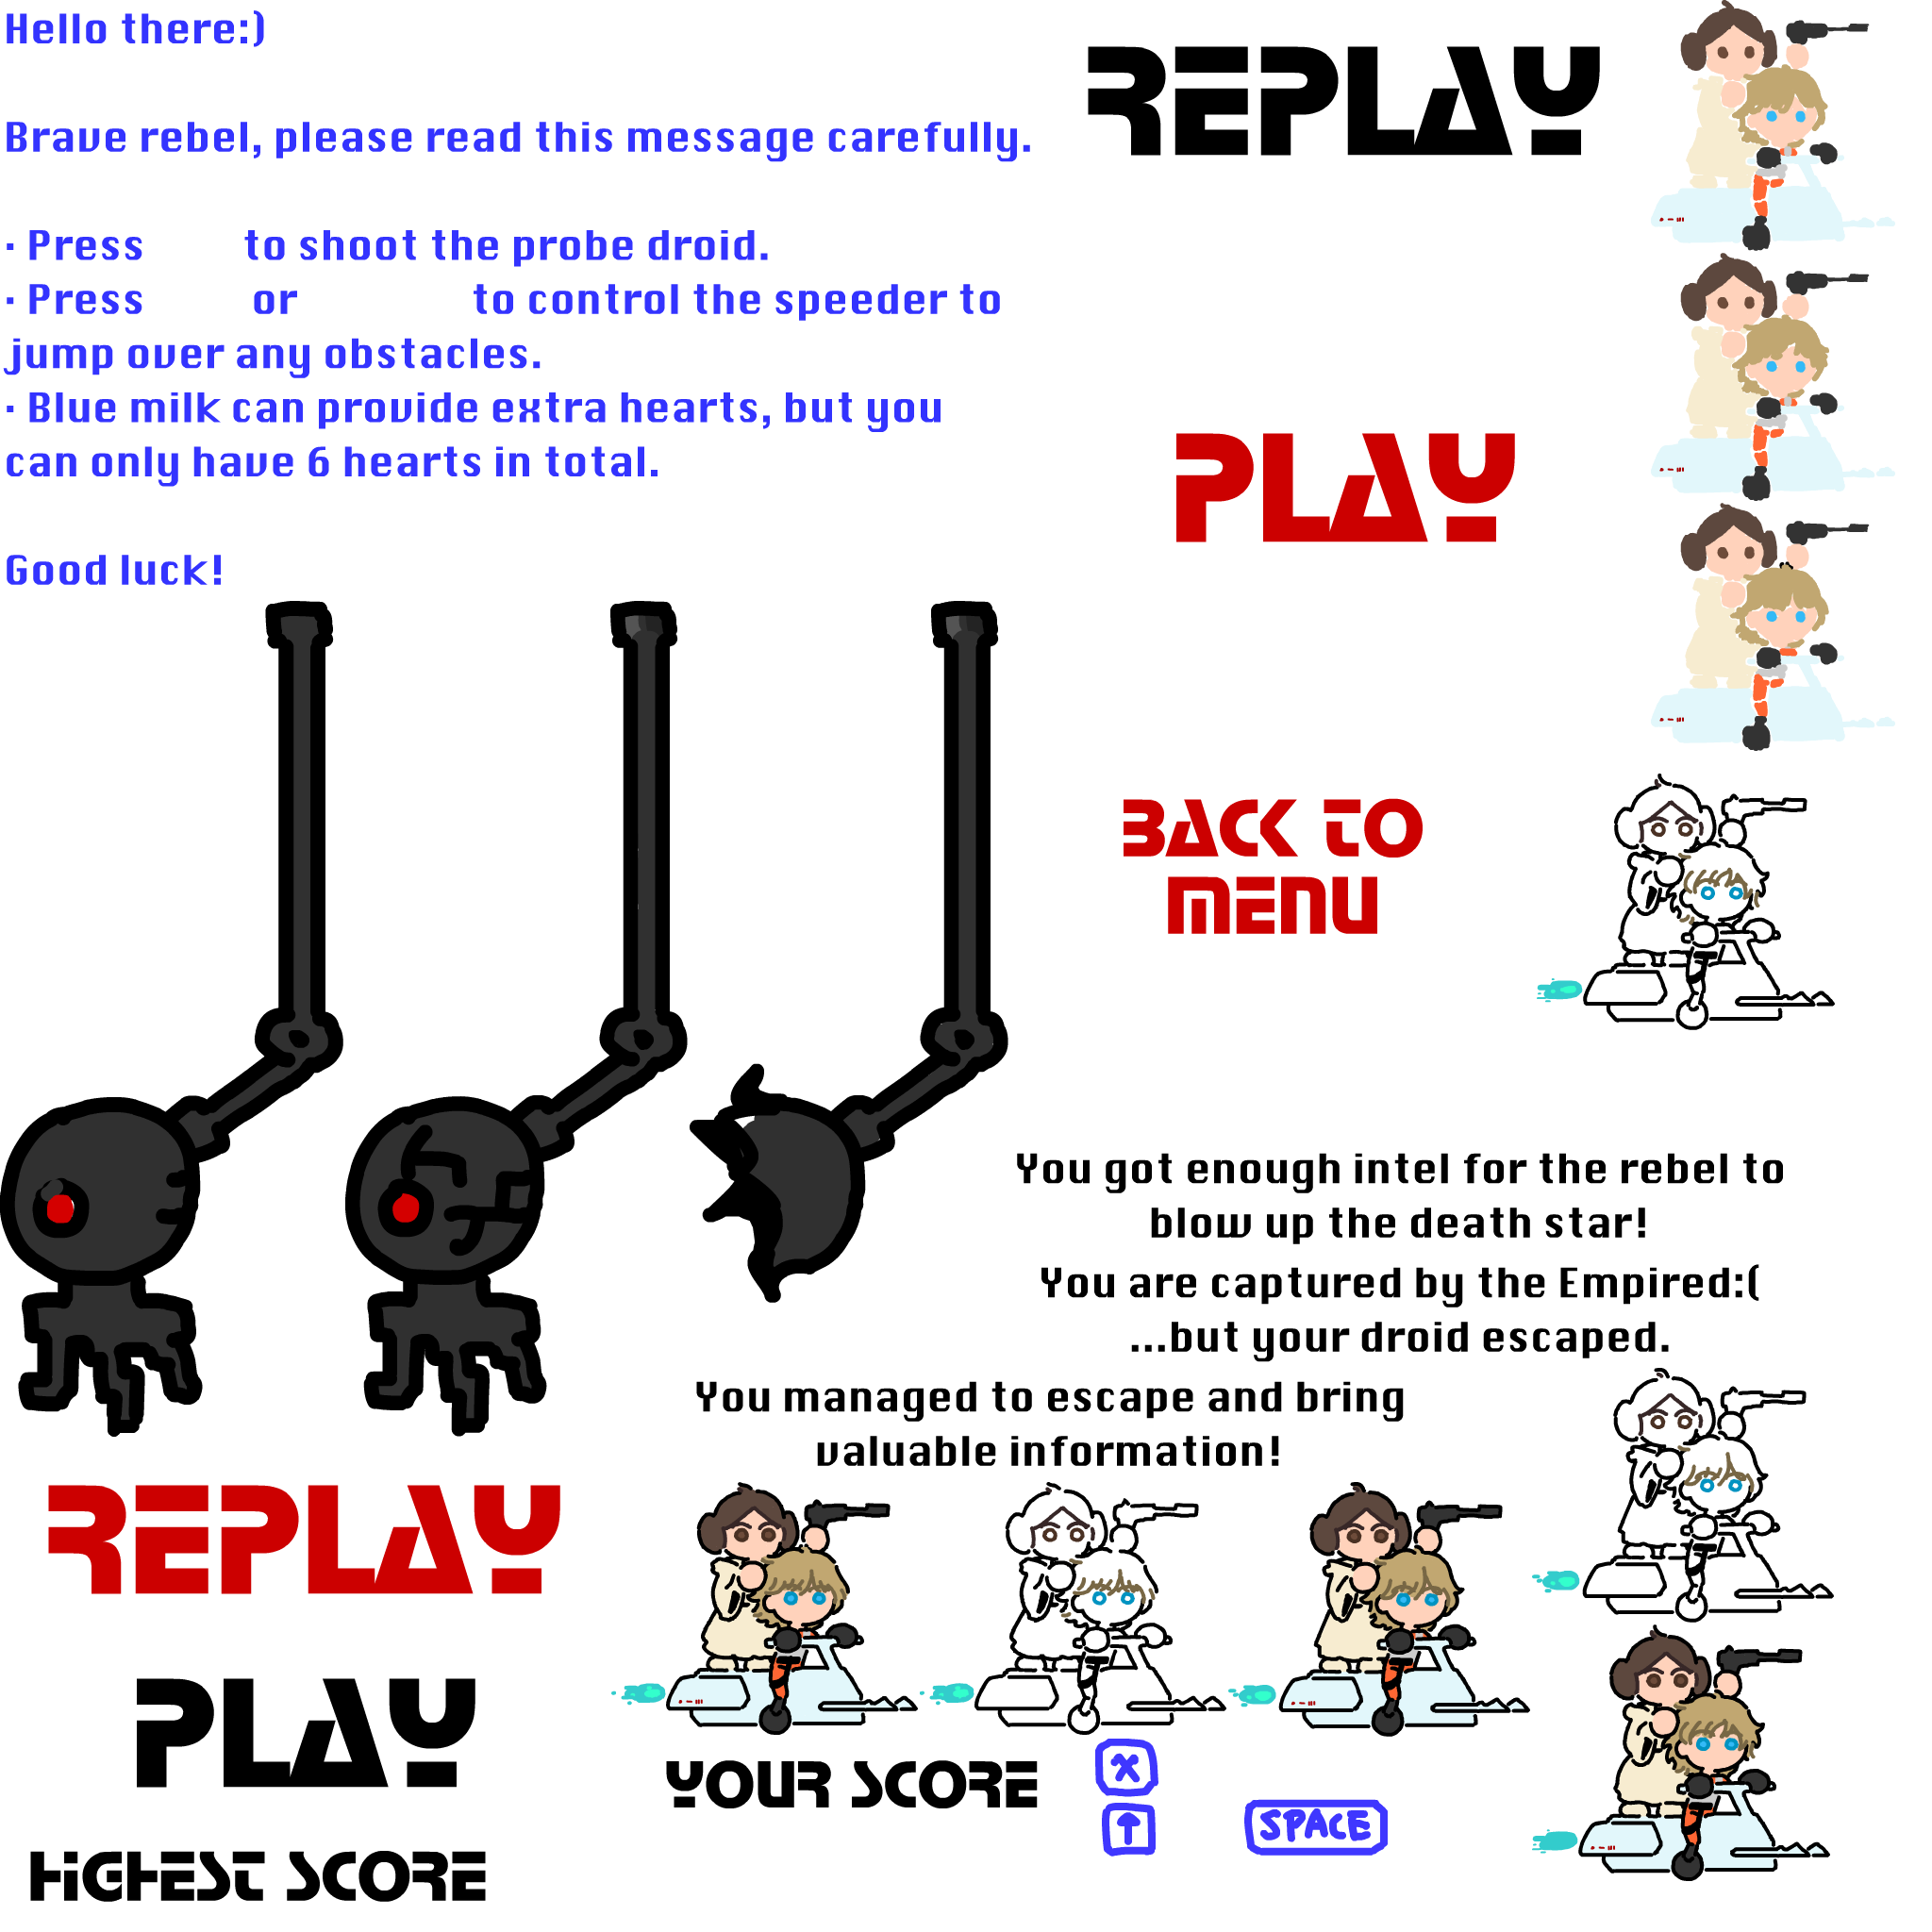 Hello there:)
Brave rebel, please read this message carefully.
· Press to shoot the probe droid.
· Press or to control the speeder to
jump over any obstacles.
· Blue milk can provide extra hearts, but you
can only have 6 hearts in total.
Good luck!
REPLAY
PLAY
BACK TO
MENU
You got enough intel for the rebel to
blow up the death star!
You are captured by the Empired:(
...but your droid escaped.
You managed to escape and bring
valuable information!
REPLAY
PLAY
HIGHEST SCORE
YOUR SCORE
X
↑
SPACE